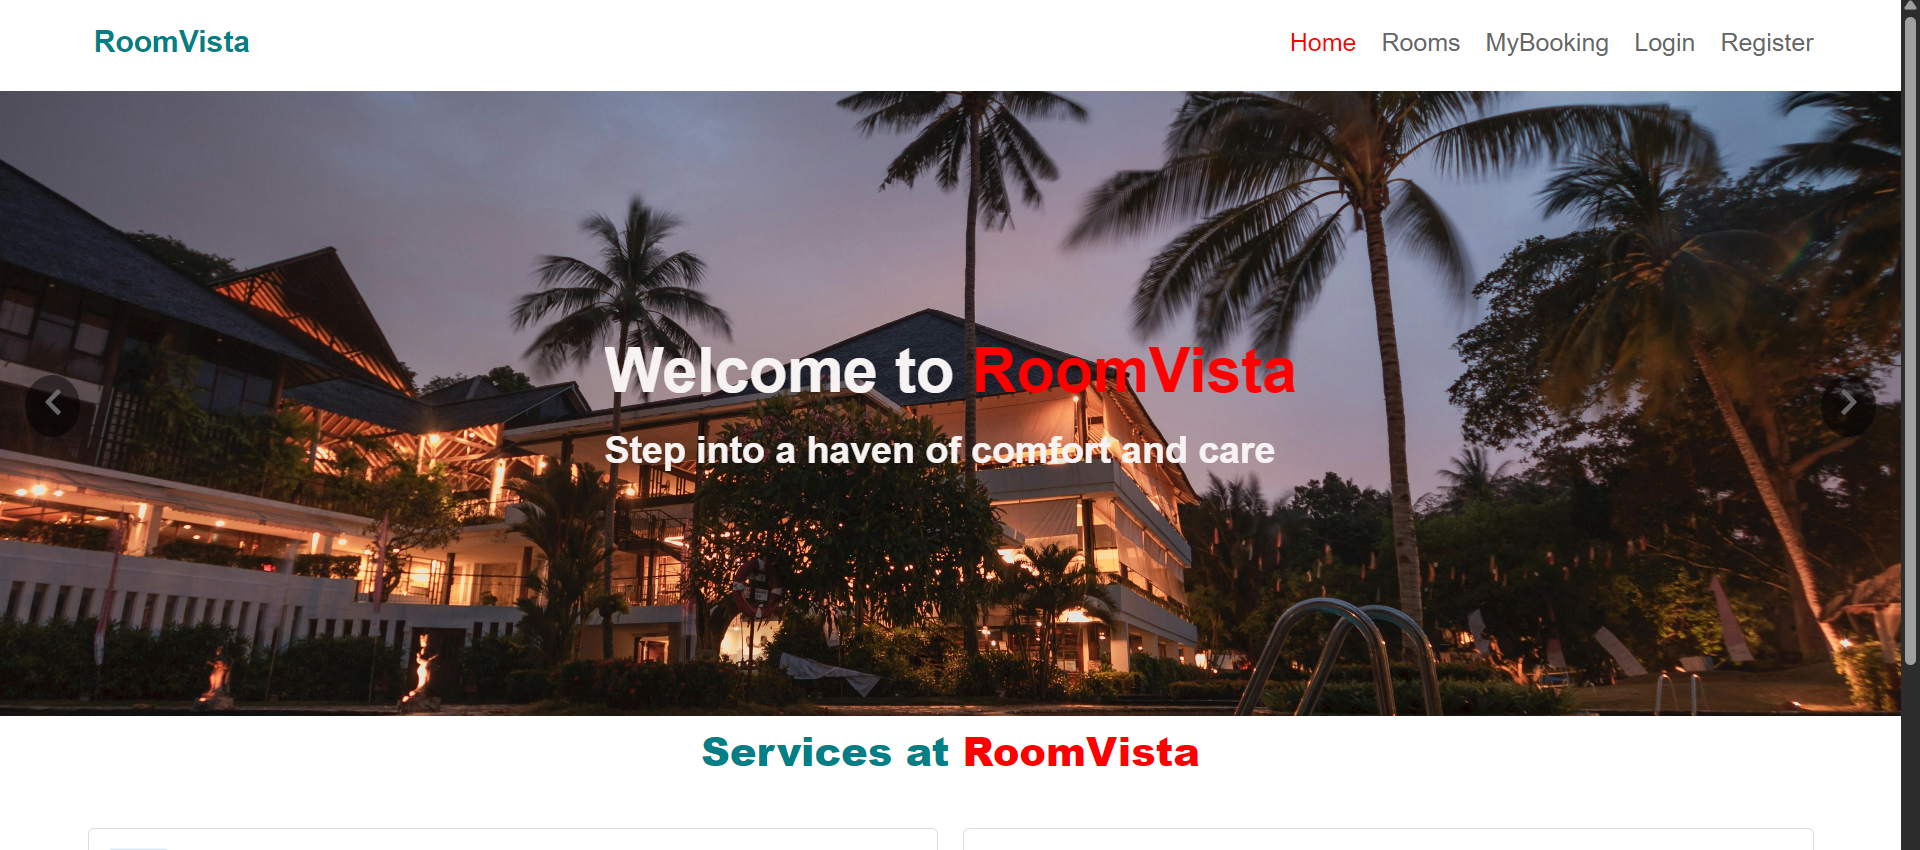 RoomVista
Home Rooms MyBooking Login Register
Welcome to RoomVista
Step into a haven of comfort and care
Services at RoomVista